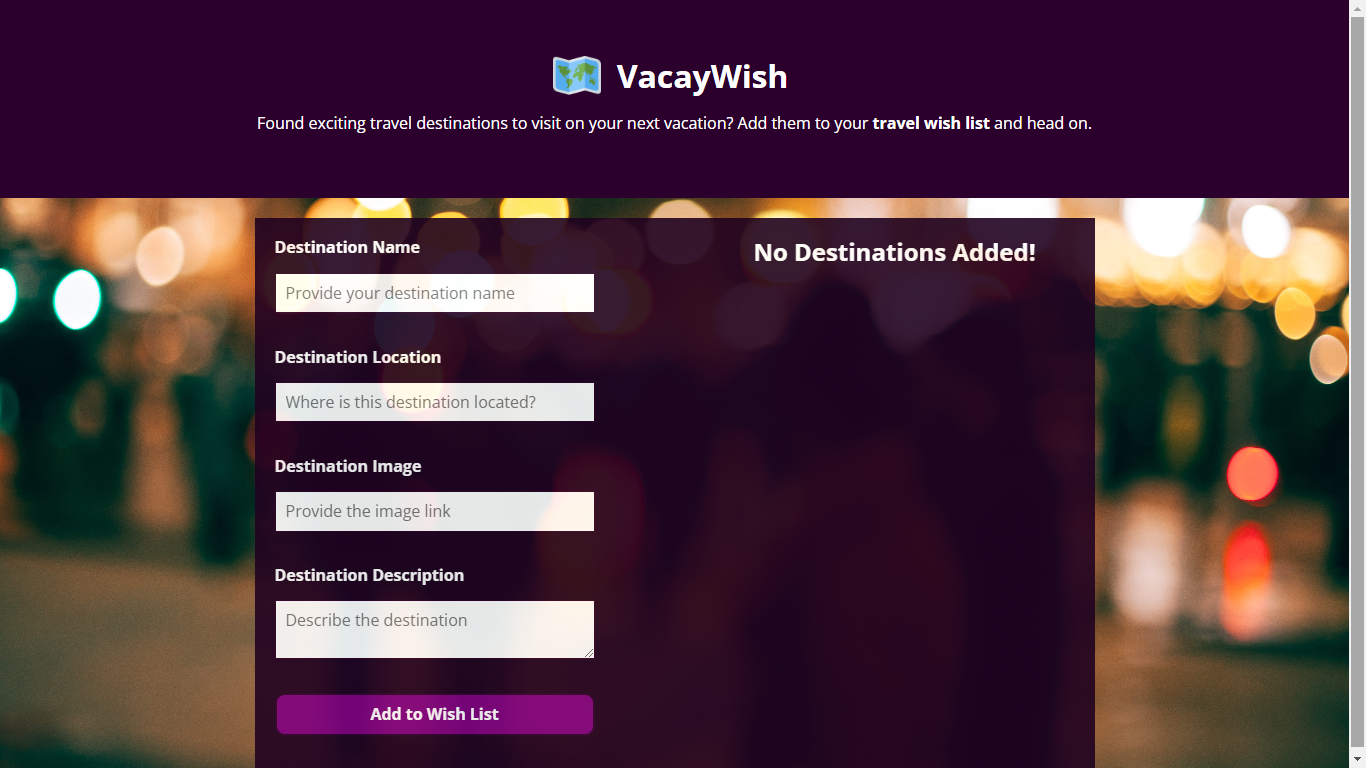 VacayWish
Found exciting travel destinations to visit on your next vacation? Add them to your travel wish list and head on.
Destination Name
Provide your destination name
Destination Location
Where is this destination located?
Destination Image
Provide the image link
Destination Description
Describe the destination
Add to Wish List
No Destinations Added!